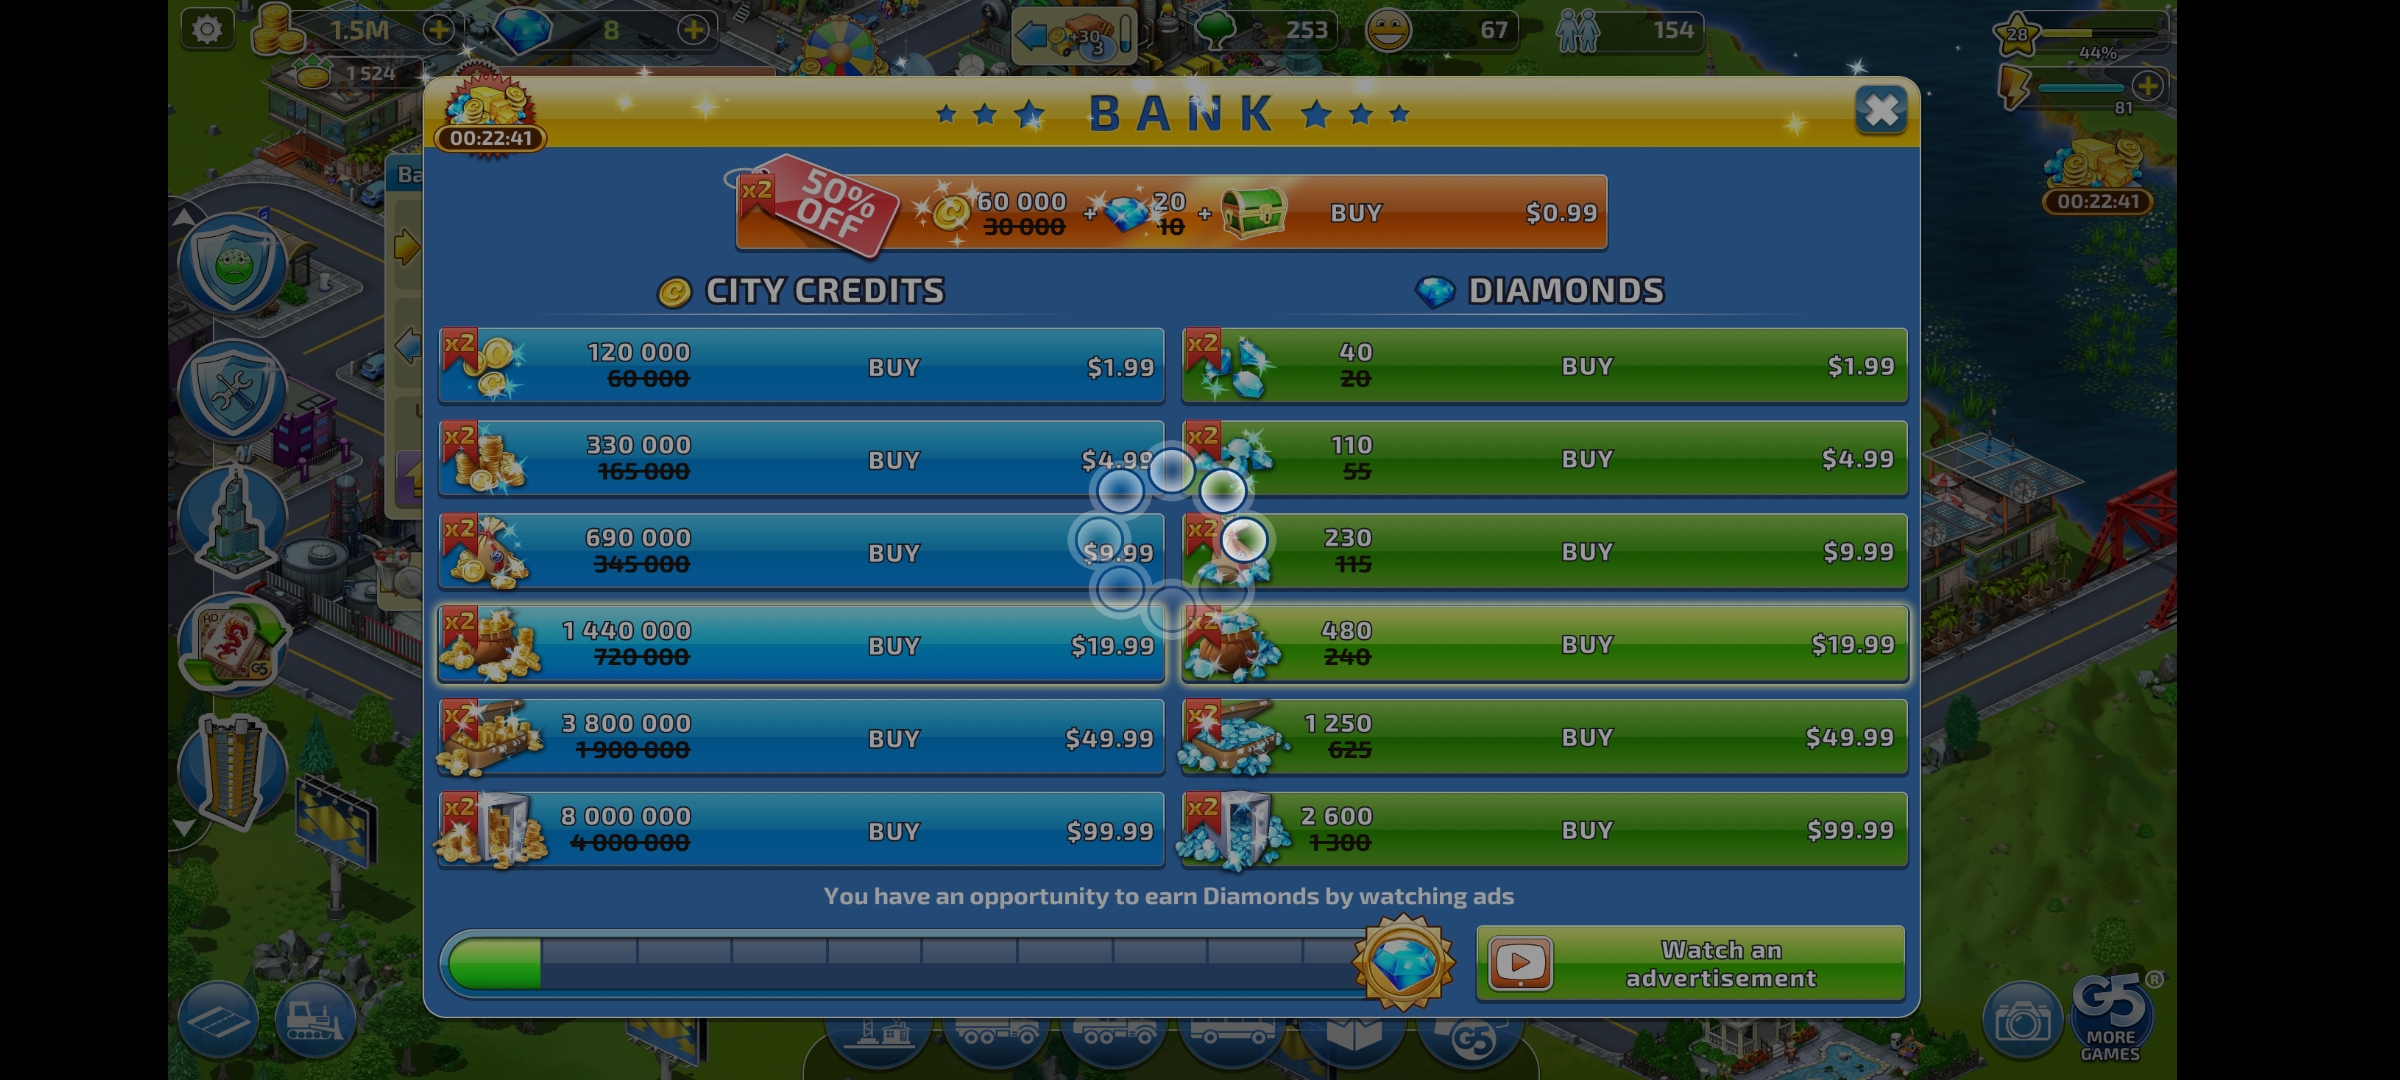 1.5M
8
+30
3
253
67
154
28
44%
1 524
81
00:22:41
BANK
00:22:41
Ba
x2
50%
OFF
60 000
30 000
+
20
10
+
BUY
$0.99
CITY CREDITS
DIAMONDS
x2
120 000
60 000
BUY
$1.99
x2
40
20
BUY
$1.99
x2
330 000
165 000
BUY
$4.99
x2
110
55
BUY
$4.99
x2
690 000
345 000
BUY
$9.99
x2
230
115
BUY
$9.99
x2
1 440 000
720 000
BUY
$19.99
x2
480
240
BUY
$19.99
x2
3 800 000
1 900 000
BUY
$49.99
x2
1 250
625
BUY
$49.99
x2
8 000 000
4 000 000
BUY
$99.99
x2
2 600
1 300
BUY
$99.99
HD
G5
You have an opportunity to earn Diamonds by watching ads
Watch an
advertisement
G5
G5 ®
MORE
GAMES